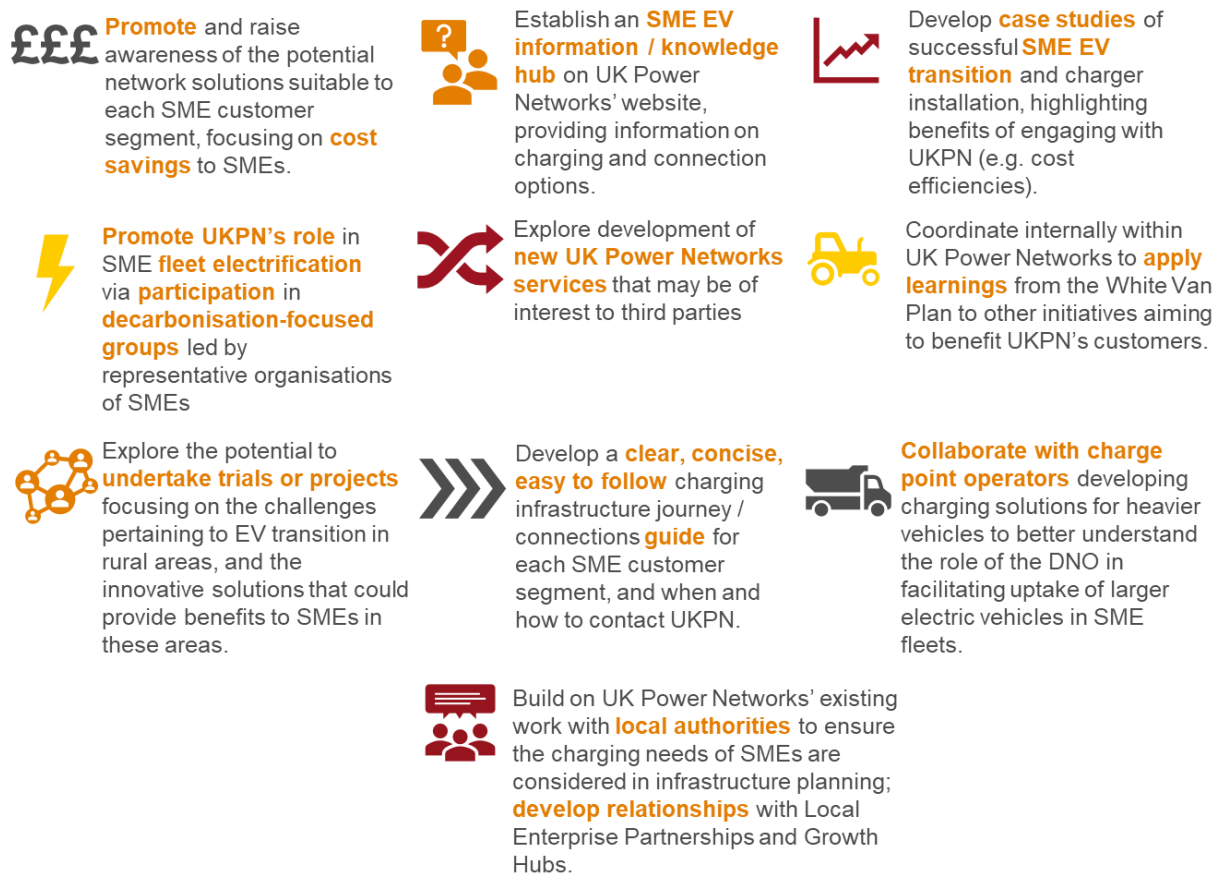 £££
Promote and raise
awareness of the potential
network solutions suitable to
each SME customer
segment, focusing on cost
savings to SMEs.
?
Establish an SME EV
information / knowledge
hub on UK Power
Networks’ website,
providing information on
charging and connection
options.
Develop case studies of
successful SME EV
transition and charger
installation, highlighting
benefits of engaging with
UKPN (e.g. cost
efficiencies).
Promote UKPN’s role in
SME fleet electrification
via participation in
decarbonisation-focused
groups led by
representative organisations
of SMEs
Explore development of
new UK Power Networks
services that may be of
interest to third parties
Coordinate internally within
UK Power Networks to apply
learnings from the White Van
Plan to other initiatives aiming
to benefit UKPN’s customers.
Explore the potential to
undertake trials or projects
focusing on the challenges
pertaining to EV transition in
rural areas, and the
innovative solutions that could
provide benefits to SMEs in
these areas.
Develop a clear, concise,
easy to follow charging
infrastructure journey /
connections guide for
each SME customer
segment, and when and
how to contact UKPN.
Collaborate with charge
point operators developing
charging solutions for heavier
vehicles to better understand
the role of the DNO in
facilitating uptake of larger
electric vehicles in SME
fleets.
Build on UK Power Networks’ existing
work with local authorities to ensure
the charging needs of SMEs are
considered in infrastructure planning;
develop relationships with Local
Enterprise Partnerships and Growth
Hubs.